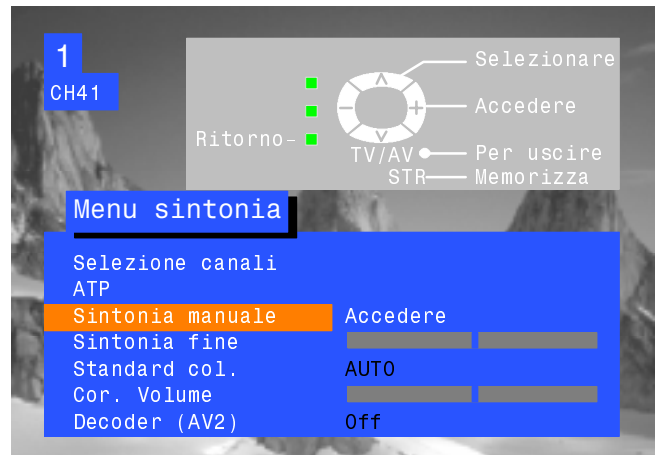 1
CH41
Selezionare
Accedere
Ritorno
TV/AV Per uscire
STR Memorizza
Menu sintonia
Selezione canali
ATP
Sintonia manuale Accedere
Sintonia fine
Standard col. AUTO
Cor. Volume
Decoder (AV2) Off